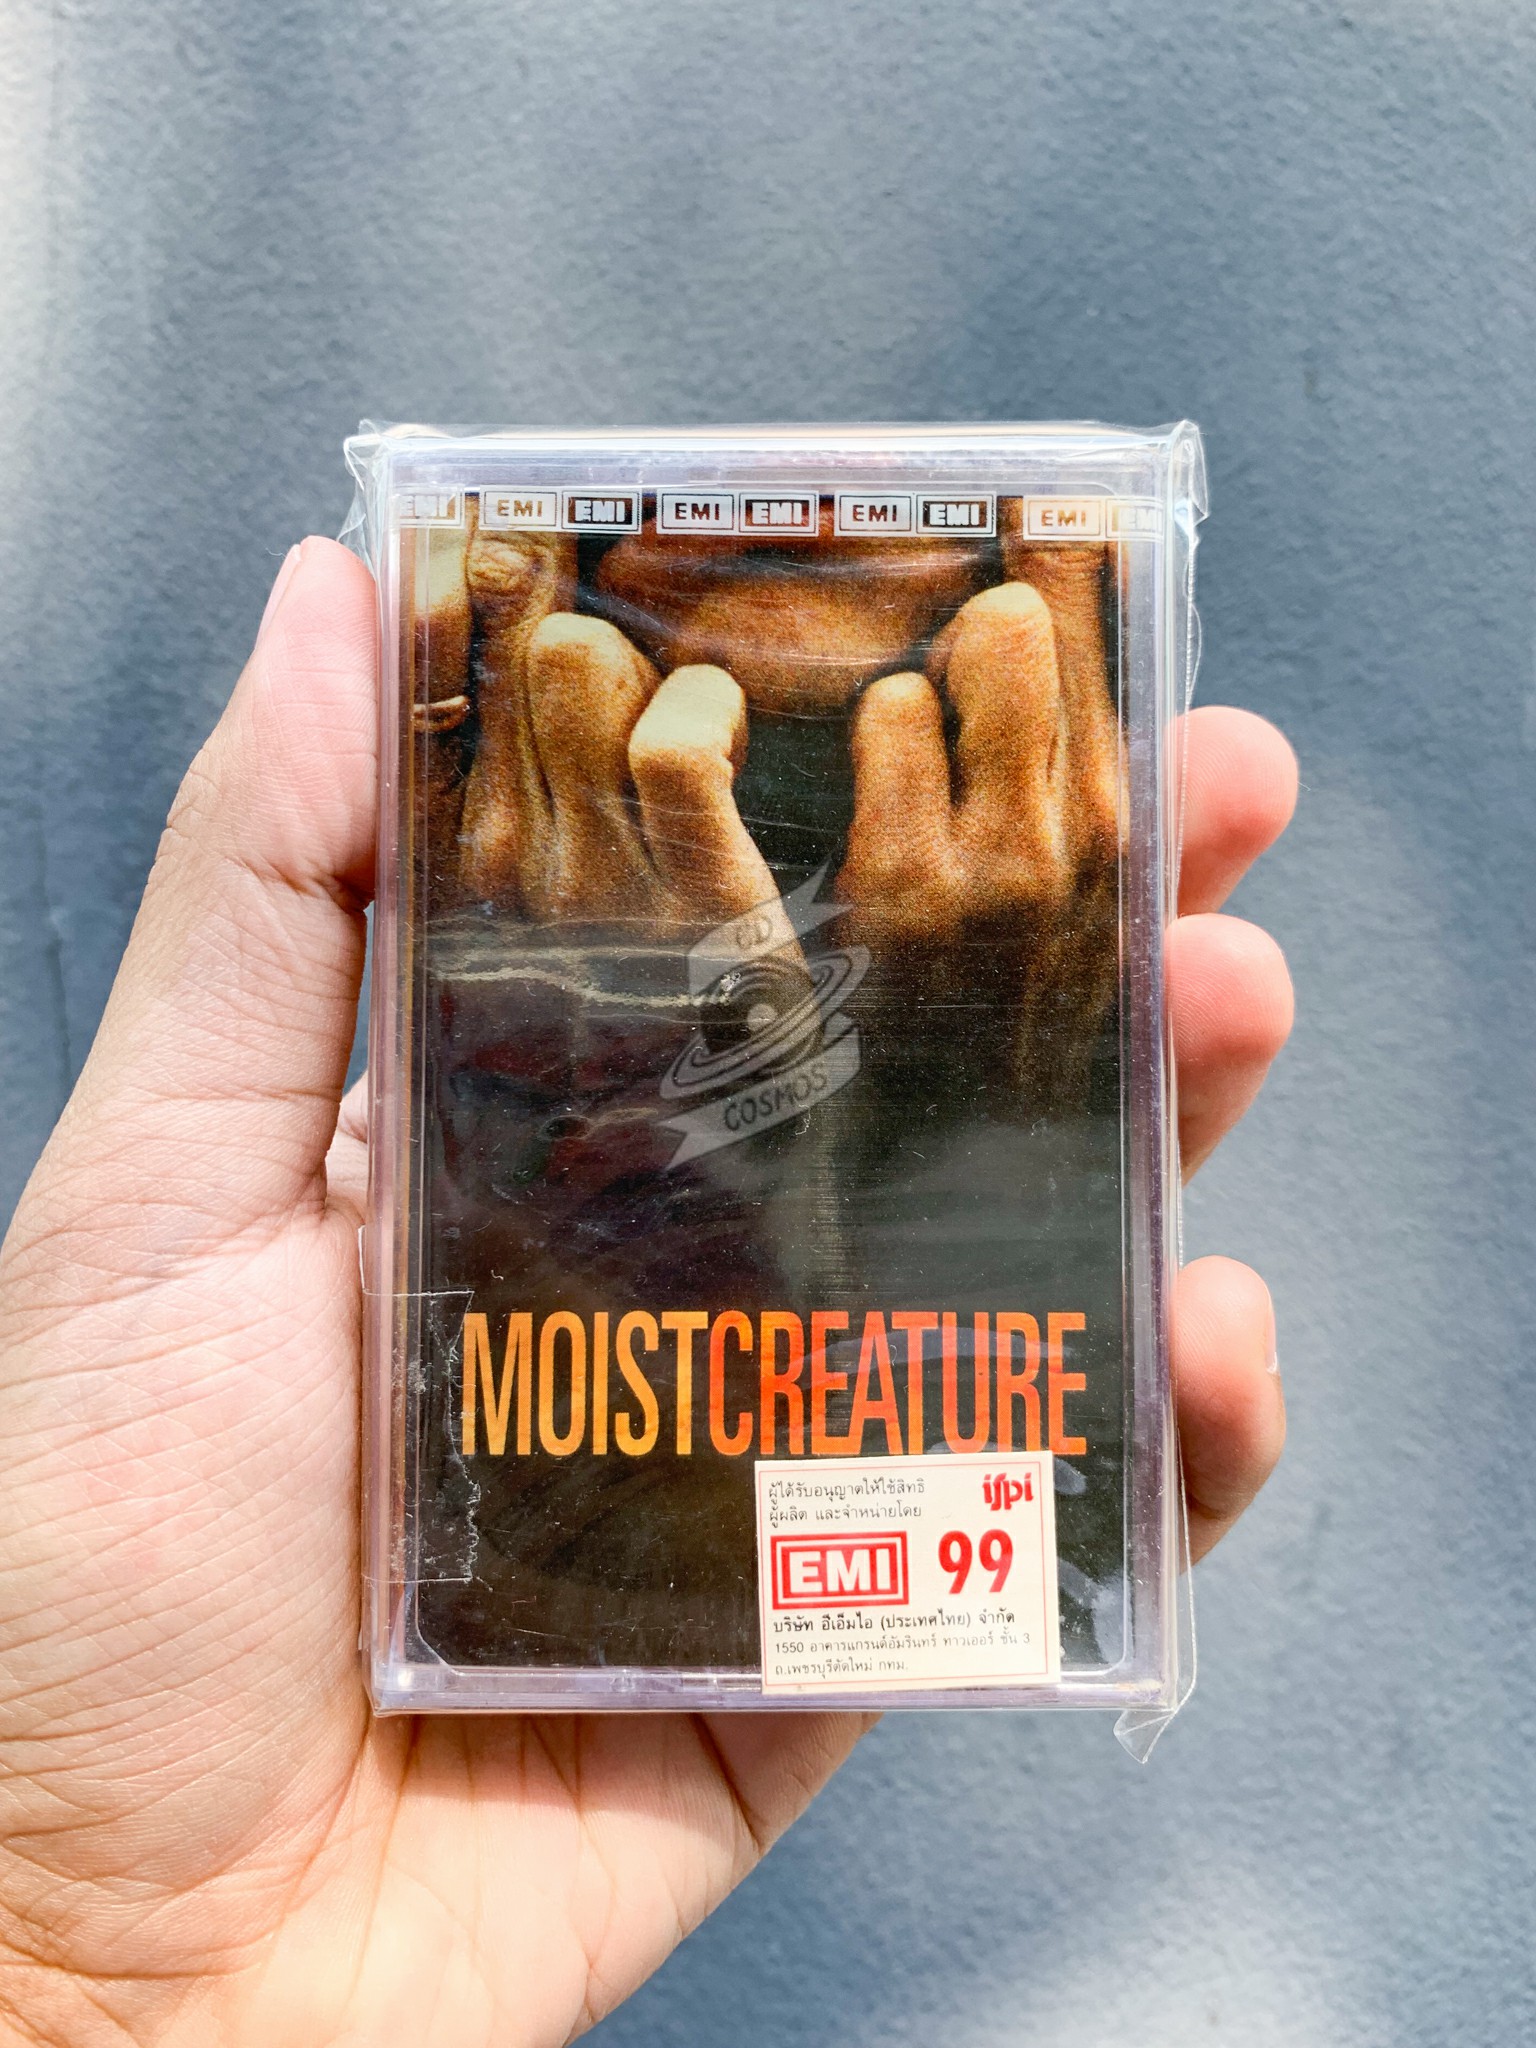 EMI EMI EMI EMI EMI EMI EMI EMI EMI
CD
COSMOS
MOISTCREATURE
ผู้ได้รับอนุญาตให้ใช้สิทธิ
ifpi
ผู้ผลิต และจำหน่ายโดย
EMI 99
บริษัท อีเอ็มไอ (ประเทศไทย) จำกัด
1550 อาคารแกรนด์อัมรินทร์ ทาวเออร์ ชั้น 3
ถ.เพชรบุรีตัดใหม่ กทม.